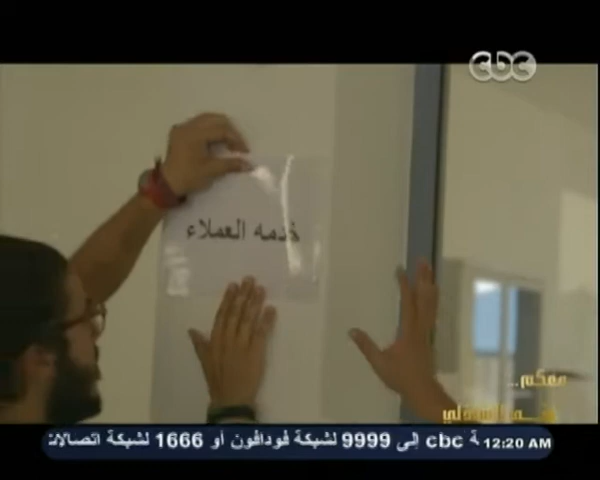 cbc
خدمه العملاء
معكم...
ة cbc إلى 9999 لشبكة فودافون أو 1666 لشبكة اتصالات
12:20 AM